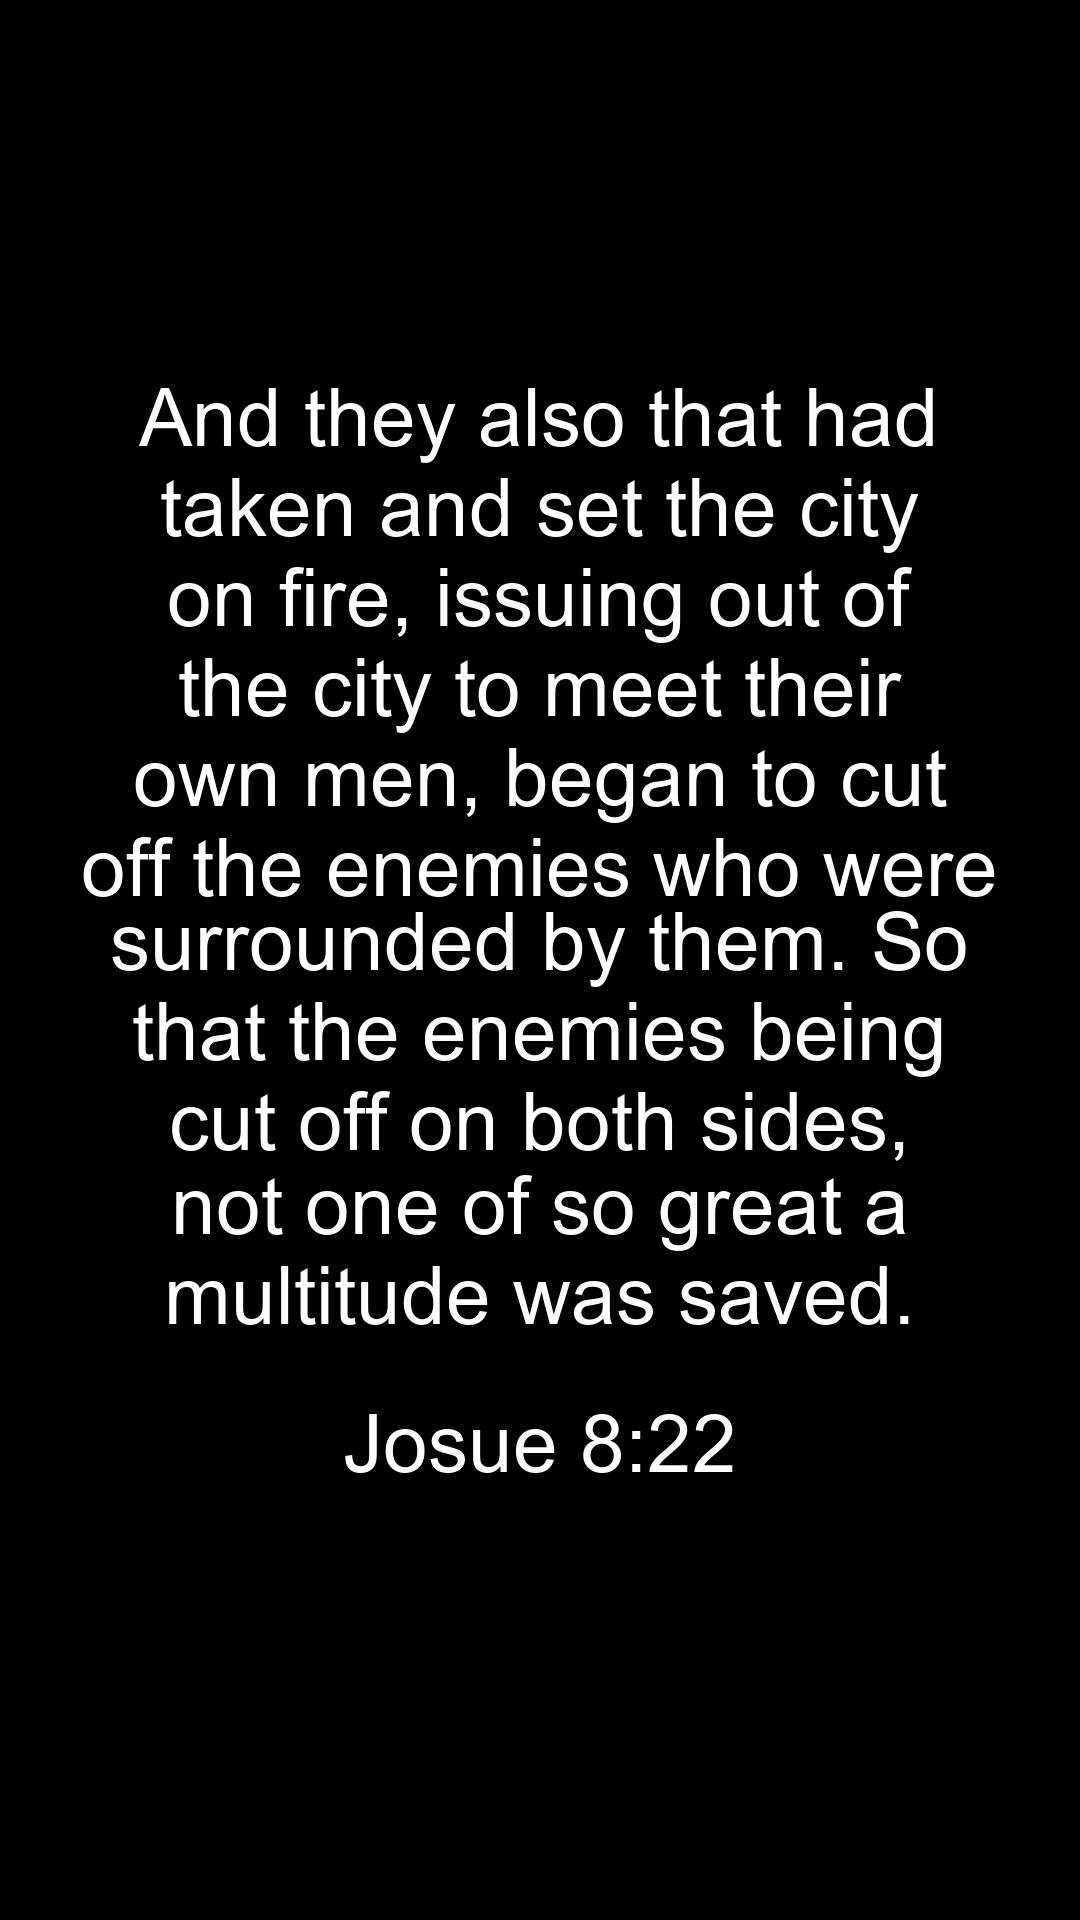 And they also that had
taken and set the city
on fire, issuing out of
the city to meet their
own men, began to cut
off the enemies who were
surrounded by them. So
that the enemies being
cut off on both sides,
not one of so great a
multitude was saved.
Josue 8:22